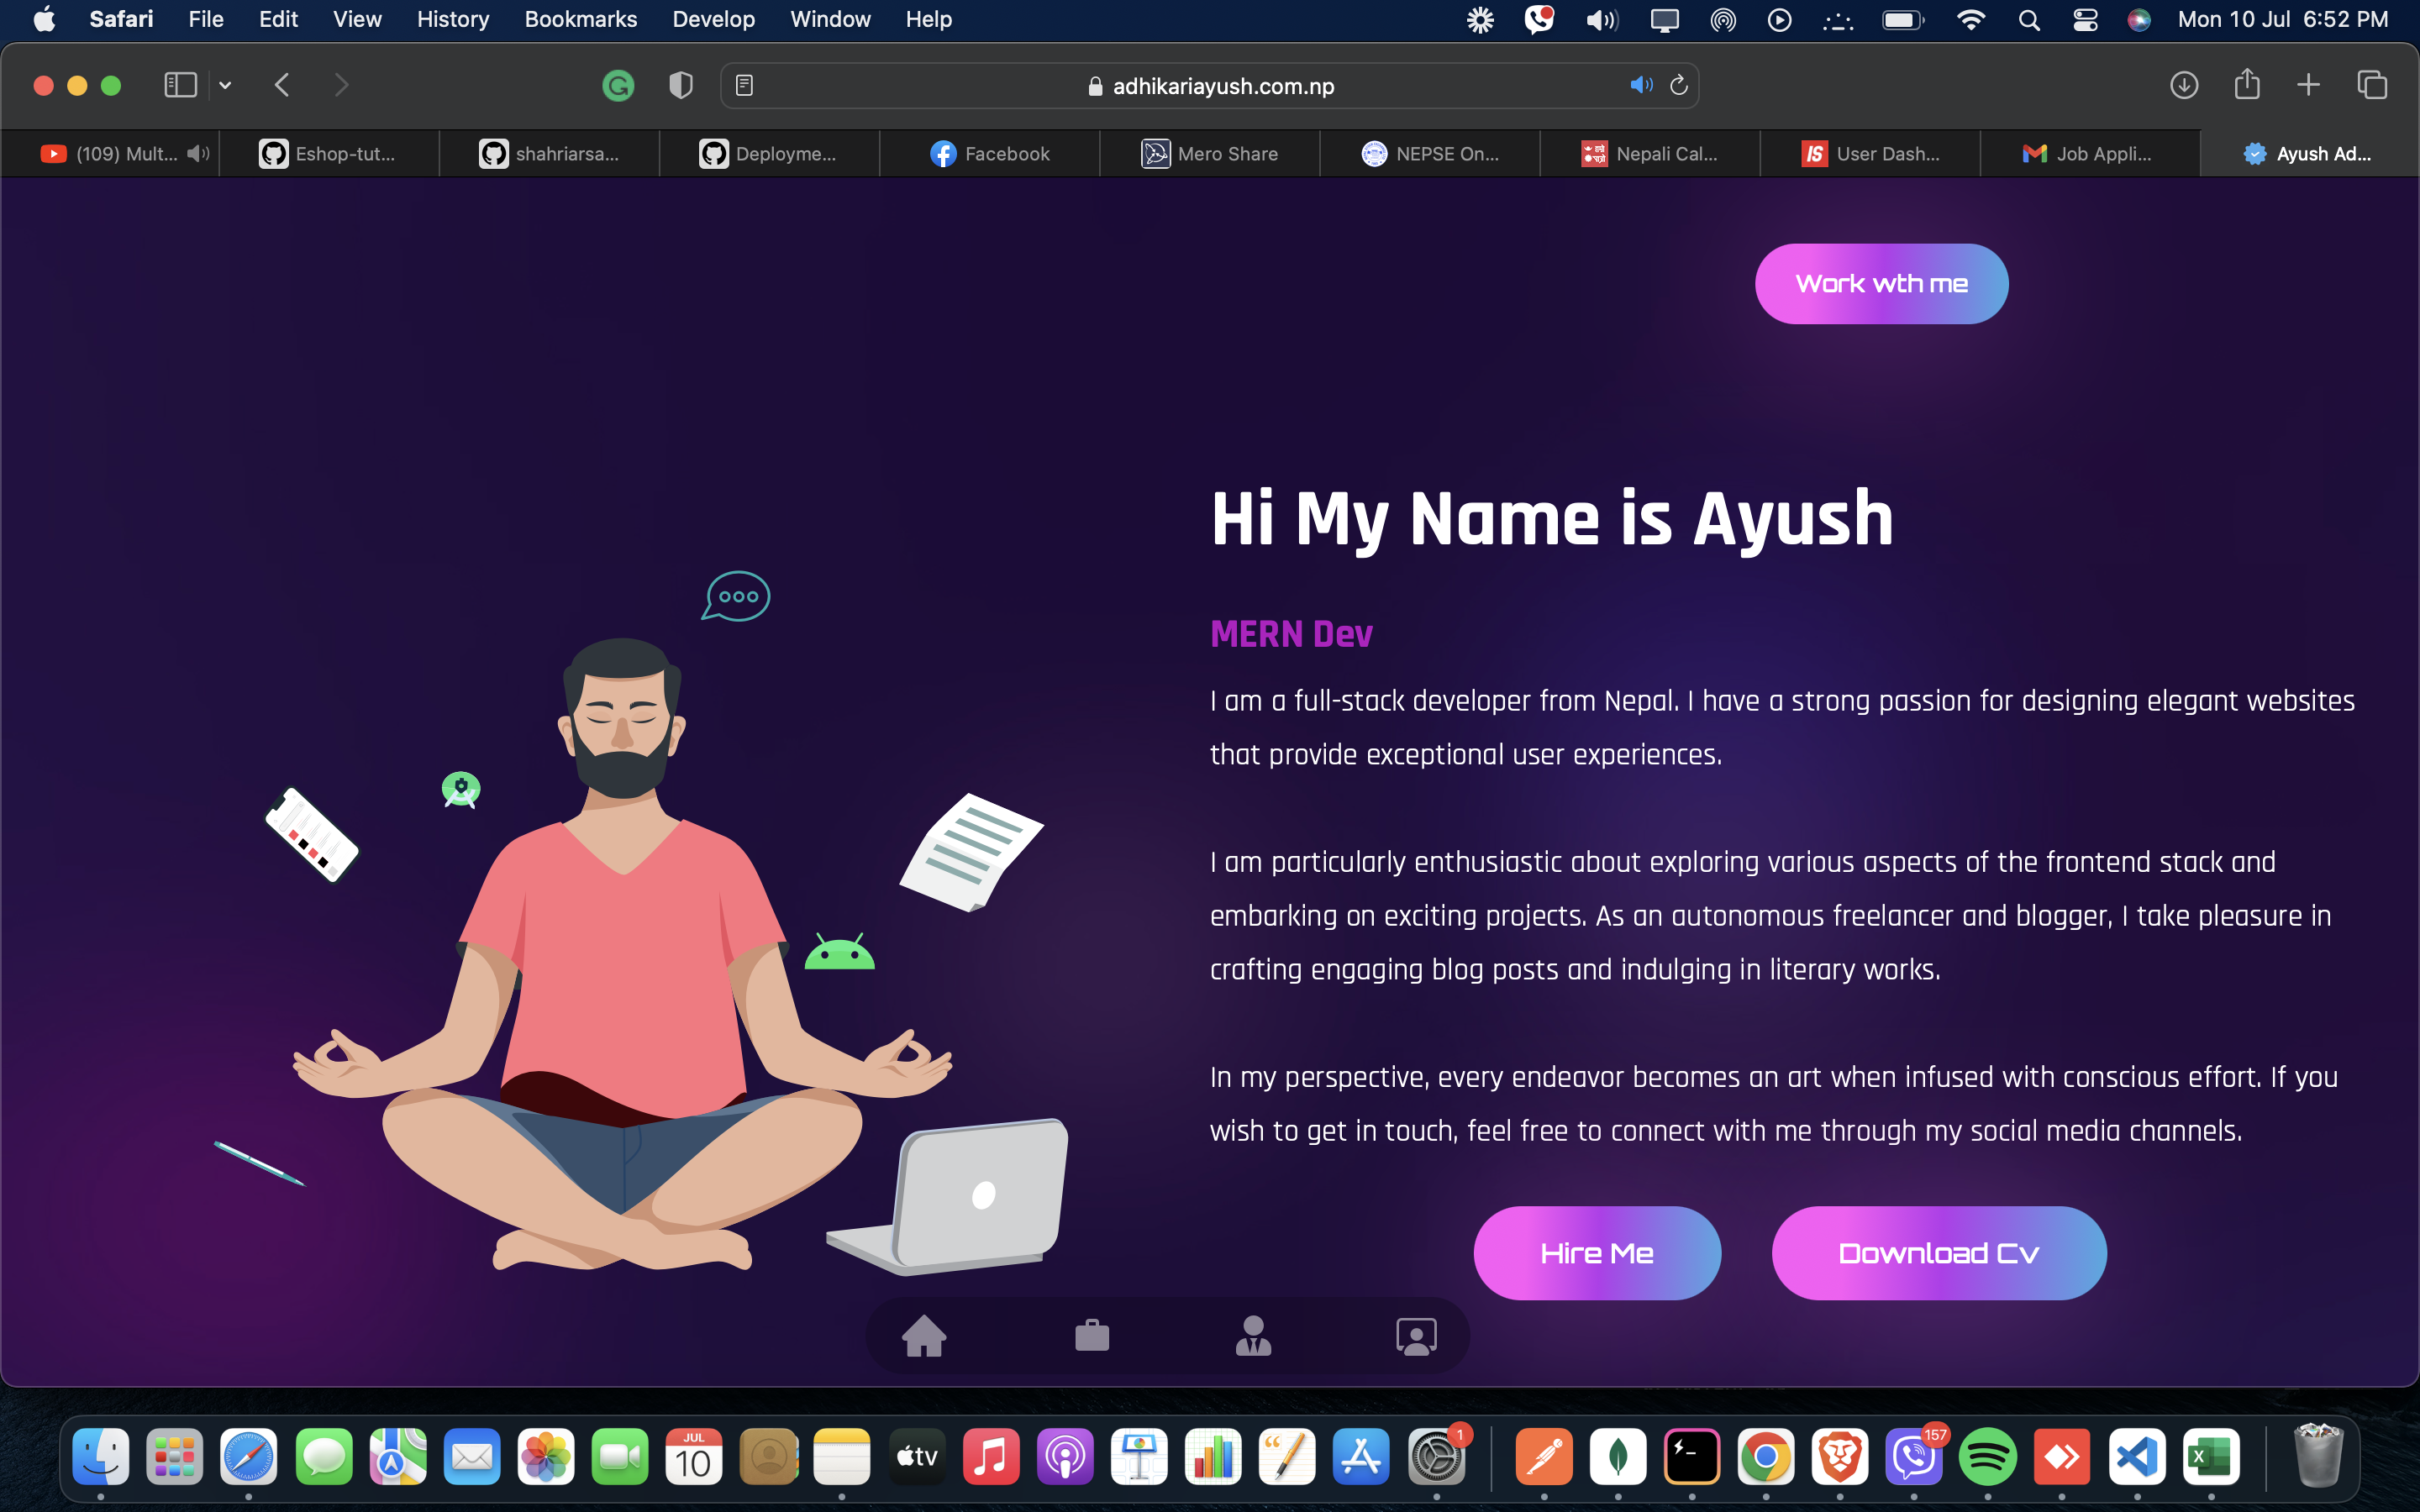 Safari File Edit View History Bookmarks Develop Window Help Mon 10 Jul 6:52 PM
adhikariayush.com.np
(109) Mult... Eshop-tut... shahriarsa... Deployme... Facebook Mero Share NEPSE On... Nepali Cal... User Dash... Job Appli... Ayush Ad...
Work wth me
Hi My Name is Ayush
MERN Dev
I am a full-stack developer from Nepal. I have a strong passion for designing elegant websites
that provide exceptional user experiences.
I am particularly enthusiastic about exploring various aspects of the frontend stack and
embarking on exciting projects. As an autonomous freelancer and blogger, I take pleasure in
crafting engaging blog posts and indulging in literary works.
In my perspective, every endeavor becomes an art when infused with conscious effort. If you
wish to get in touch, feel free to connect with me through my social media channels.
Hire Me Download Cv
JUL
10
tv
1
157